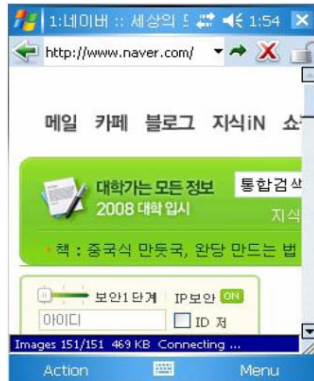 1:네이버 :: 세상의 1:54
http://www.naver.com/
메일 카페 블로그 지식iN
대학가는 모든 정보 통합검색
2008 대학 입시 지식
· 책 : 중국식 만둣국, 완당 만드는 법
보안1단계 IP보안 ON
아이디 ID 저
Images 151/151 469 KB Connecting ...
Action Menu